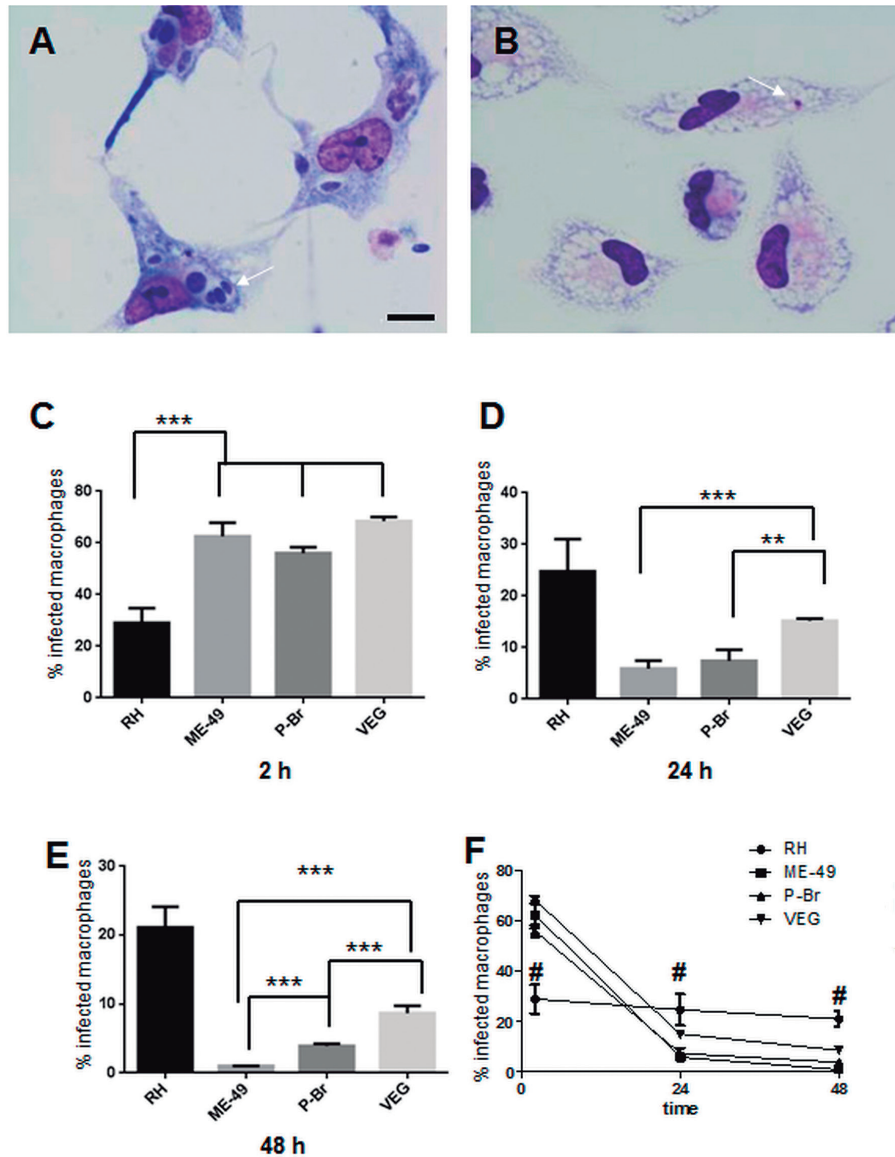 A
B
C
***
% infected macrophages
80
60
40
20
0
RH
ME-49
P-Br
VEG
2 h
D
***
**
% infected macrophages
40
30
20
10
0
RH
ME-49
P-Br
VEG
24 h
E
***
***
***
% infected macrophages
30
20
10
0
RH
ME-49
P-Br
VEG
48 h
F
RH
ME-49
P-Br
VEG
% infected macrophages
80
60
40
20
0
#
#
#
0
24
48
time